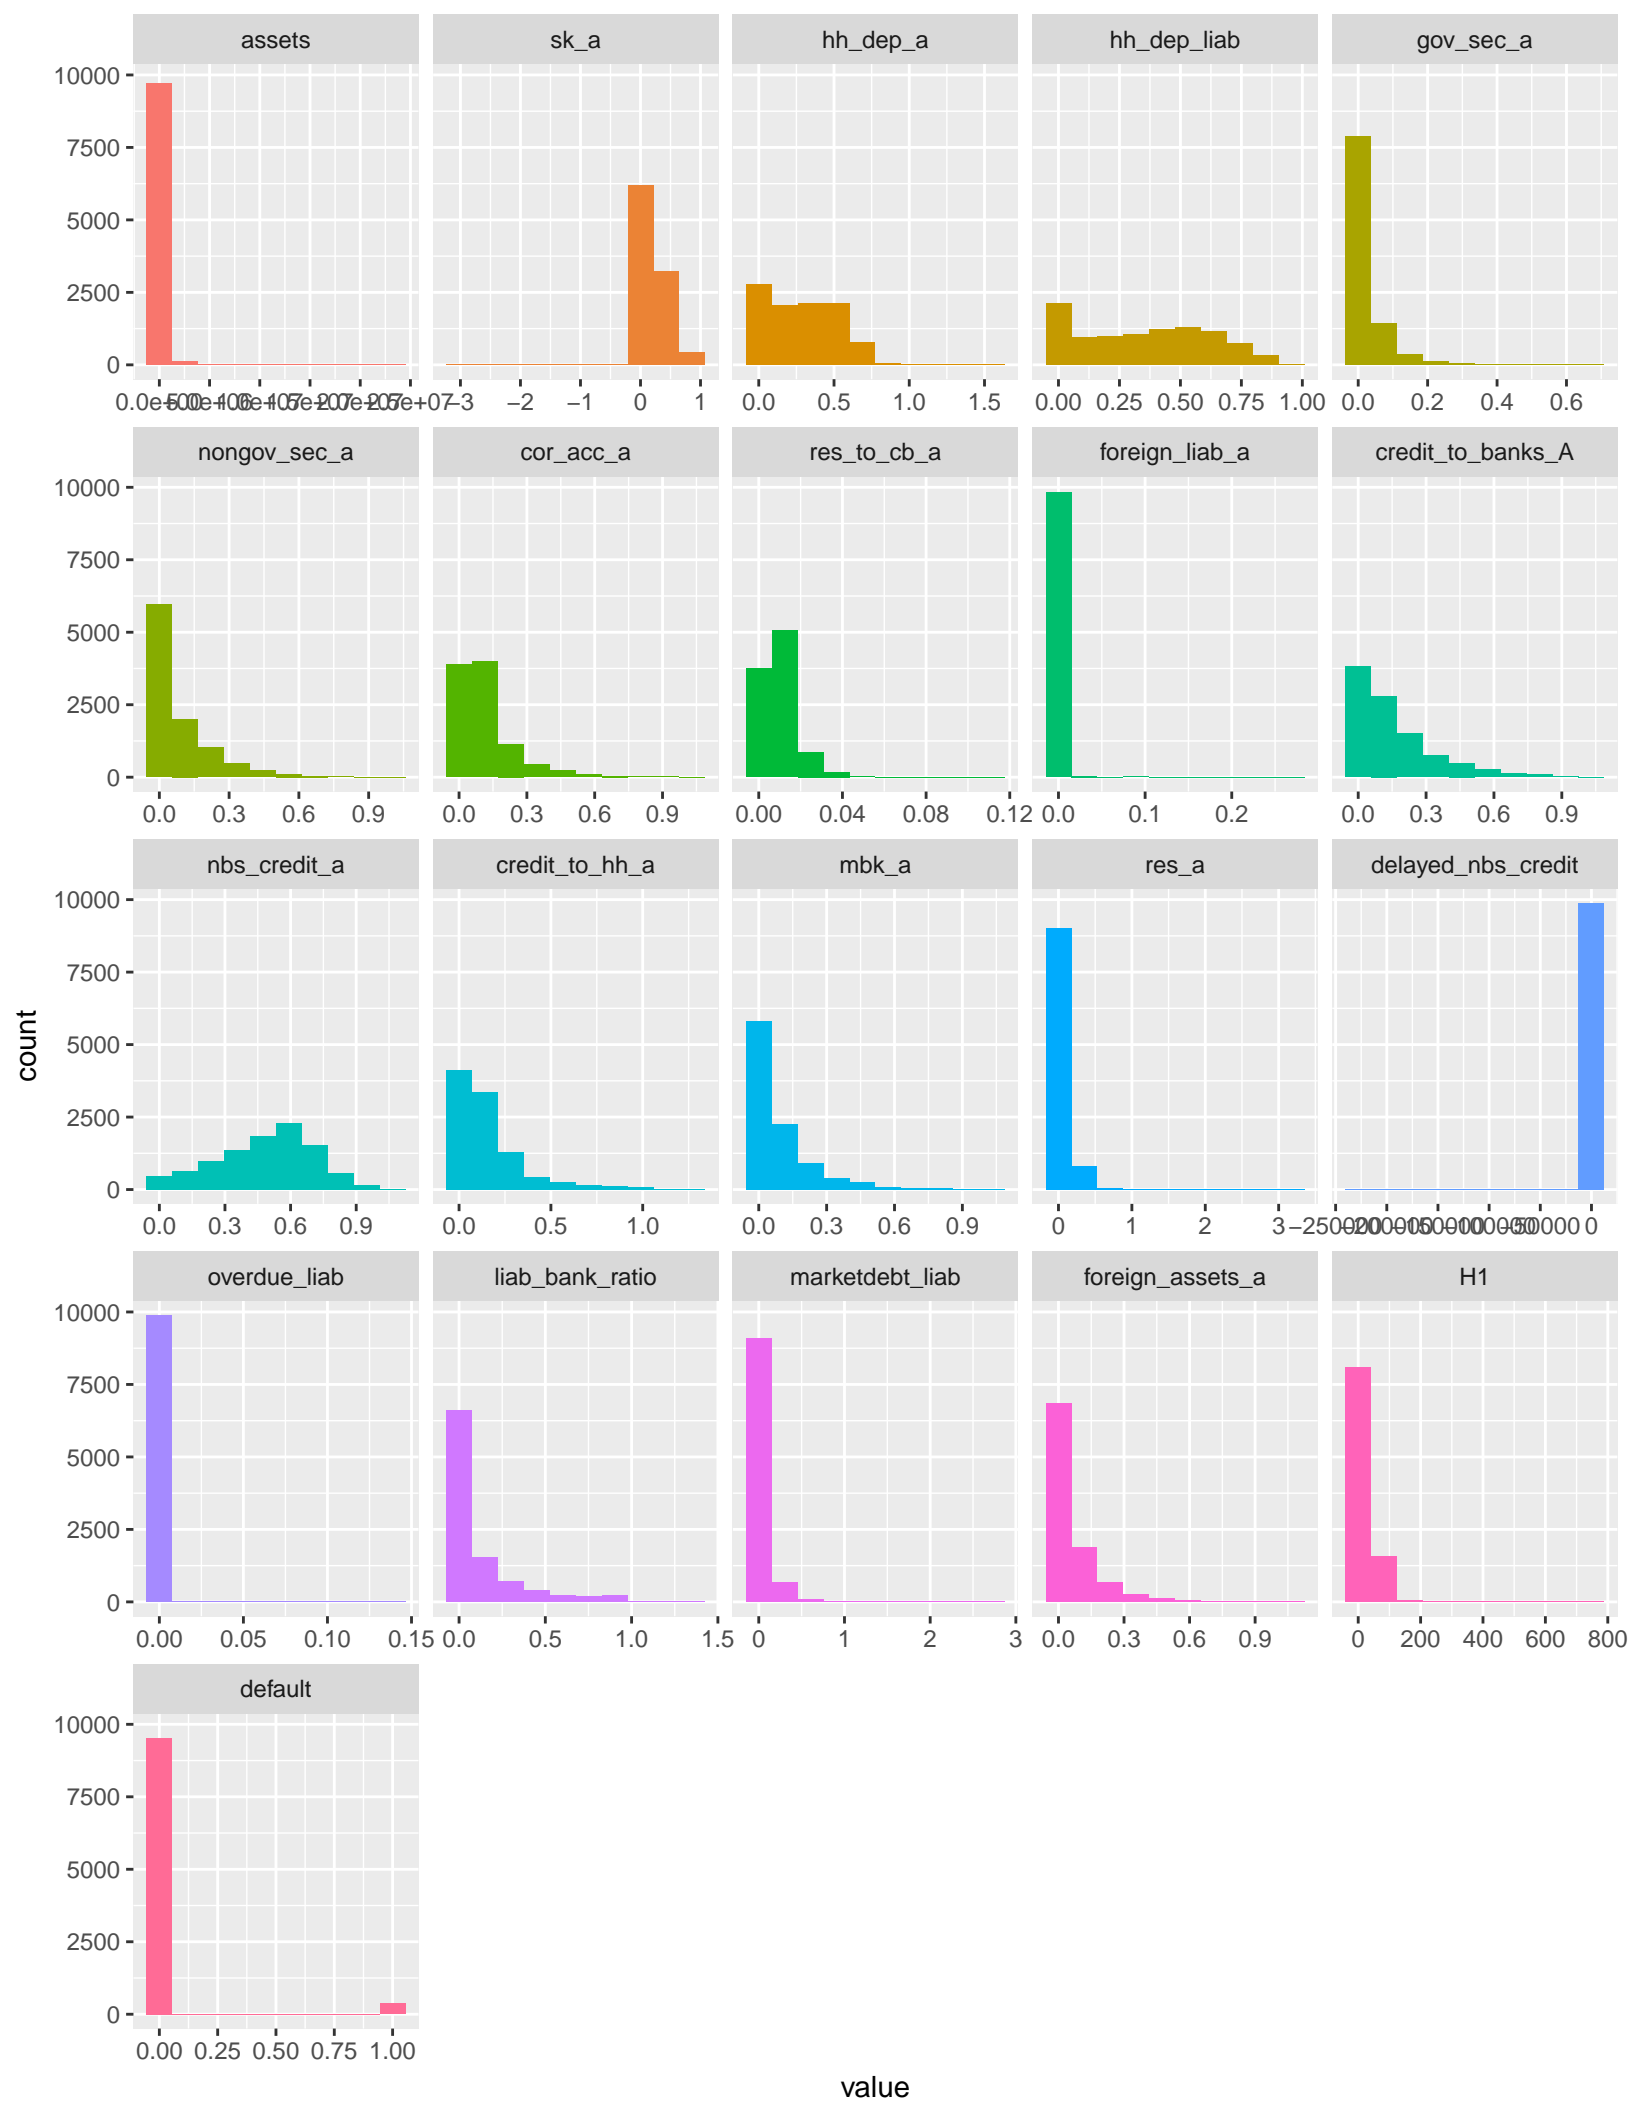 assets sk_a hh_dep_a hh_dep_liab gov_sec_a
10000
7500
5000
2500
0
−3 −2 −1 0 1 0.0 0.5 1.0 1.5 0.00 0.25 0.50 0.75 1.00 0.0 0.2 0.4 0.6
nongov_sec_a cor_acc_a res_to_cb_a foreign_liab_a credit_to_banks_A
10000
7500
5000
2500
0
0.0 0.3 0.6 0.9 0.0 0.3 0.6 0.9 0.00 0.04 0.08 0.12 0.0 0.1 0.2 0.0 0.3 0.6 0.9
nbs_credit_a credit_to_hh_a mbk_a res_a delayed_nbs_credit
10000
7500
5000
2500
0
0.0 0.3 0.6 0.9 0.0 0.5 1.0 0.0 0.3 0.6 0.9 0 1 2 3 0
count
overdue_liab liab_bank_ratio marketdebt_liab foreign_assets_a H1
10000
7500
5000
2500
0
0.00 0.05 0.10 0.15 0.0 0.5 1.0 1.5 0 1 2 3 0.0 0.3 0.6 0.9 0 200 400 600 800
default
10000
7500
5000
2500
0
0.00 0.25 0.50 0.75 1.00
value